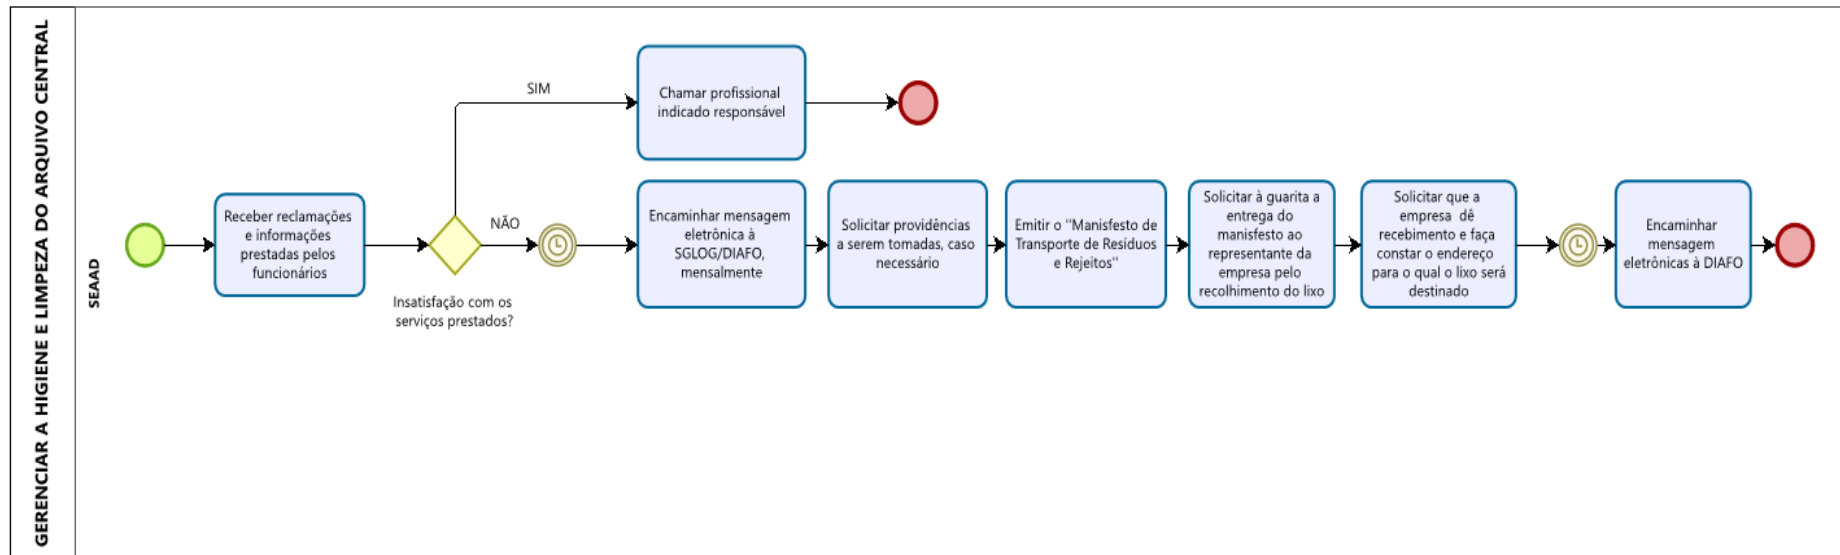 GERENCIAR A HIGIENE E LIMPEZA DO ARQUIVO CENTRAL
SEAAD
Receber reclamações
e informações
prestadas pelos
funcionários
Insatisfação com os
serviços prestados?
SIM
Chamar profissional
indicado responsável
NÃO
Encaminhar mensagem
eletrônica à
SGLOG/DIAFO,
mensalmente
Solicitar providências
a serem tomadas, caso
necessário
Emitir o "Manisfesto de
Transporte de Resíduos
e Rejeitos"
Solicitar à guarita a
entrega do
manisfesto ao
representante da
empresa pelo
recolhimento do lixo
Solicitar que a
empresa dê
recebimento e faça
constar o endereço
para o qual o lixo será
destinado
Encaminhar
mensagem
eletrônicas à DIAFO